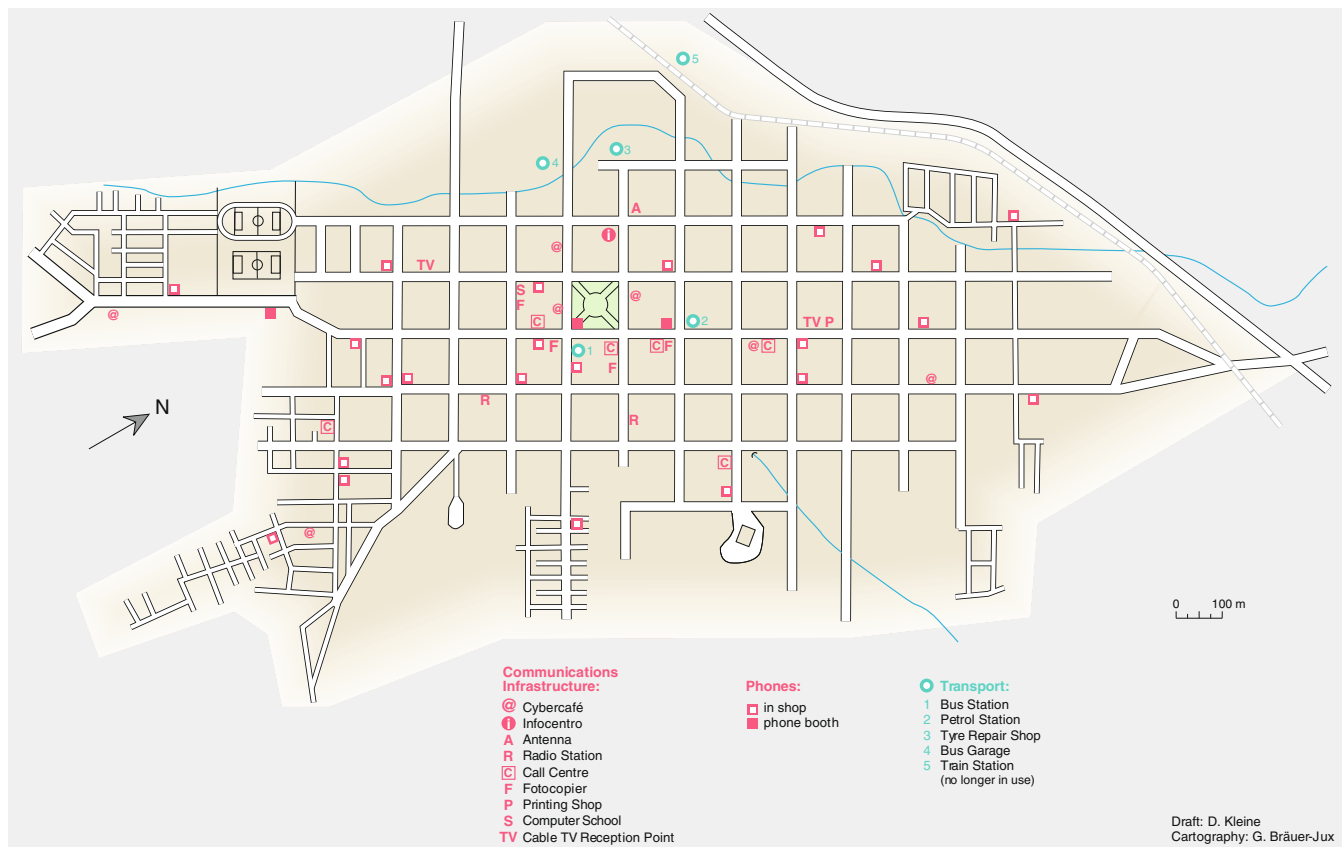 5
4
3
A
i
@
TV
S
F
@
@
C
2
TV P
@
F
1
C
F
C F
@ C
@
R
R
C
C
@
N
0 100 m
Communications
Infrastructure:
@ Cybercafé
i Infocentro
A Antenna
R Radio Station
C Call Centre
F Fotocopier
P Printing Shop
S Computer School
TV Cable TV Reception Point
Phones:
in shop
phone booth
Transport:
1 Bus Station
2 Petrol Station
3 Tyre Repair Shop
4 Bus Garage
5 Train Station
(no longer in use)
Draft: D. Kleine
Cartography: G. Bräuer-Jux